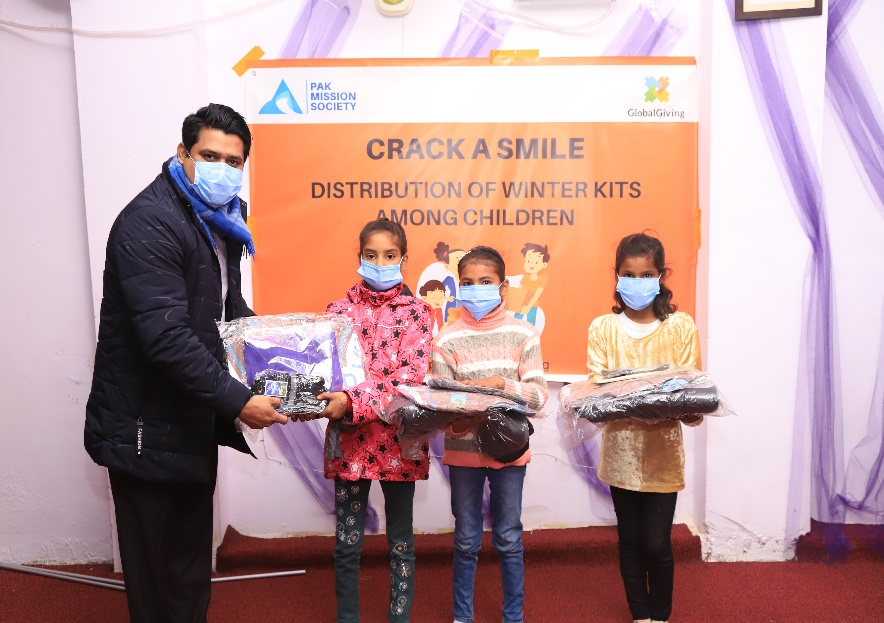 PAK
MISSION
SOCIETY
GlobalGiving
CRACK A SMILE
DISTRIBUTION OF WINTER KITS
AMONG CHILDREN